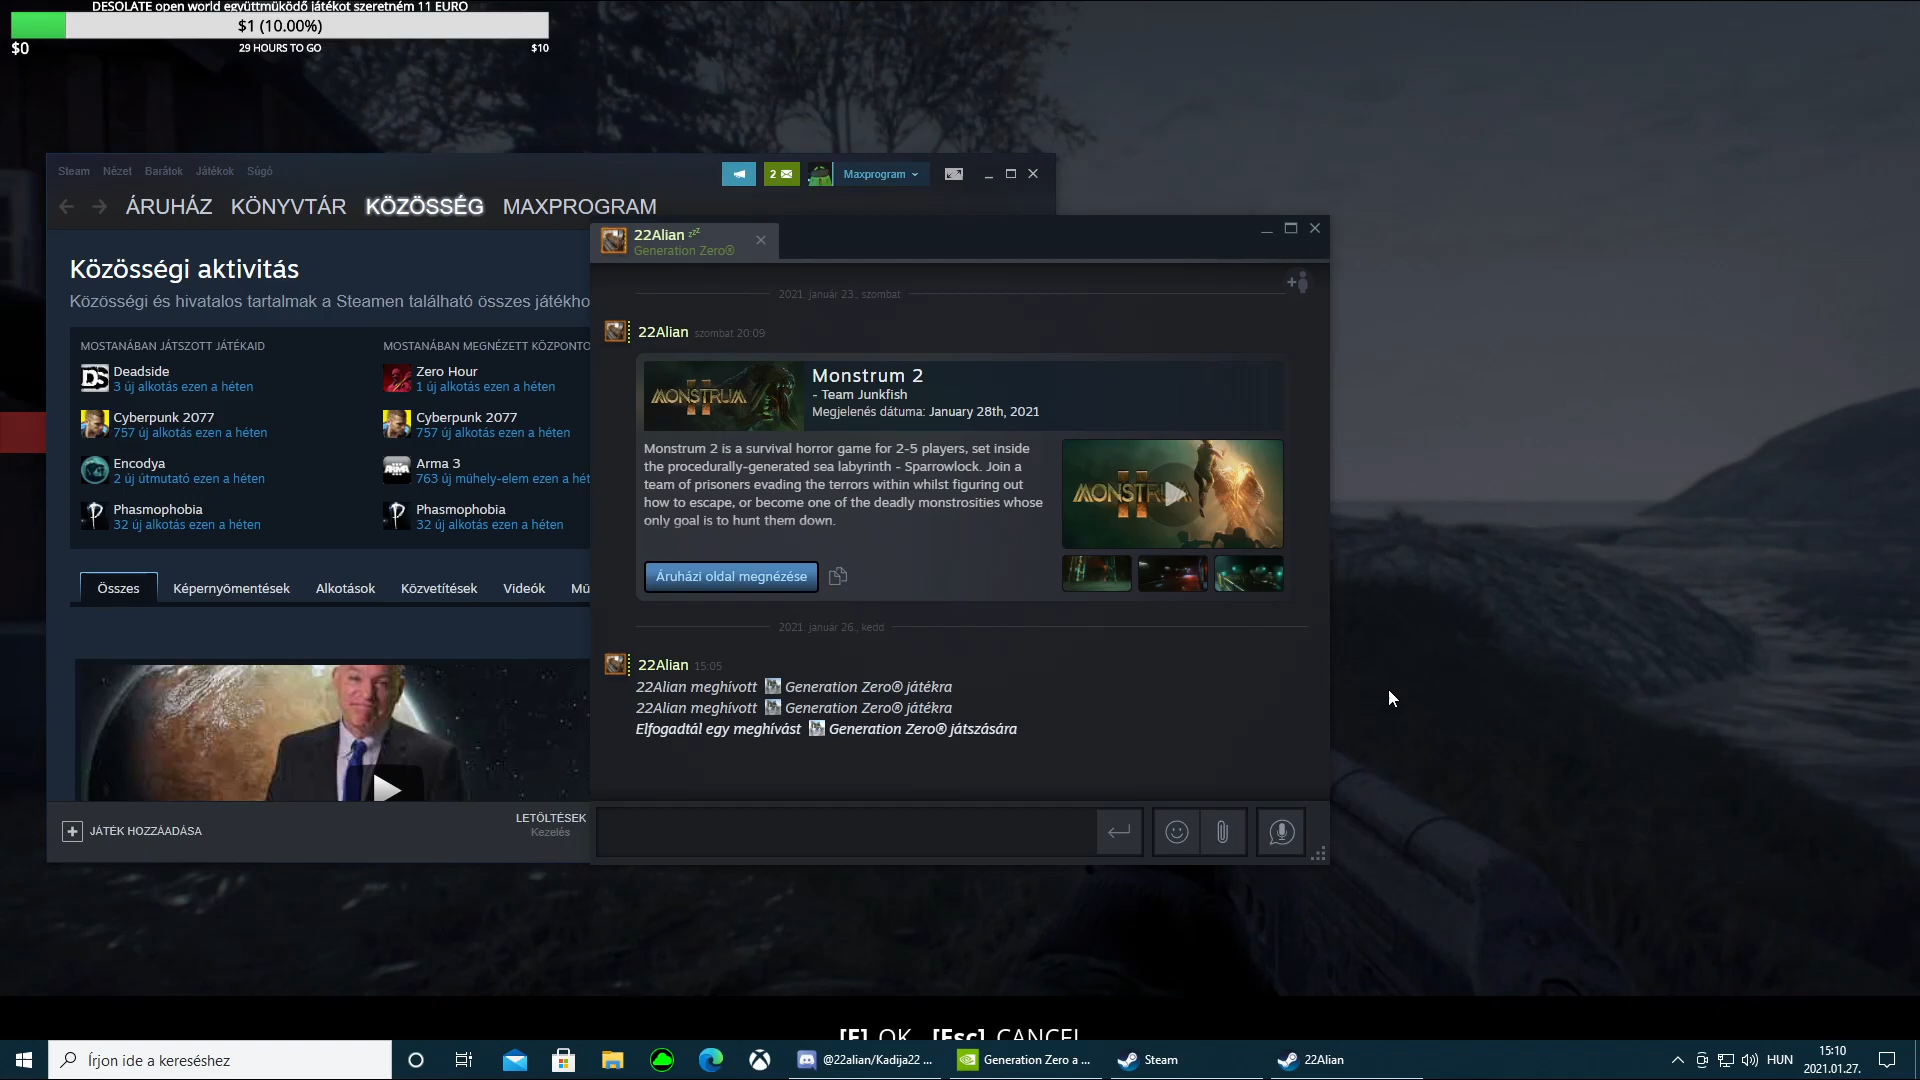 DESOLATE open world együttmüködő játékot szeretném 11 EURO
$1 (10.00%)
$0
29 HOURS TO GO
$10
Steam Nézet Barátok Játékok Súgó
2
Maxprogram
ÁRUHÁZ KÖNYVTÁR KÖZÖSSÉG MAXPROGRAM
Közösségi aktivitás
Közösségi és hivatalos tartalmak a Steamen található összes játékho
MOSTANÁBAN JÁTSZOTT JÁTÉKAID
Deadside
3 új alkotás ezen a héten
Cyberpunk 2077
757 új alkotás ezen a héten
Encodya
2 új útmutató ezen a héten
Phasmophobia
32 új alkotás ezen a héten
MOSTANÁBAN MEGNÉZETT KÖZPONTO
Zero Hour
1 új alkotás ezen a héten
Cyberpunk 2077
757 új alkotás ezen a héten
Arma 3
763 új műhely-elem ezen a hét
Phasmophobia
32 új alkotás ezen a héten
Összes Képernyőmentések Alkotások Közvetítések Videók Mű
JÁTÉK HOZZÁADÁSA
LETÖLTÉSEK
Kezelés
22Alian zzz
Generation Zero®
2021. január 23., szombat
22Alian szombat 20:09
MONSTRUM II
Monstrum 2
- Team Junkfish
Megjelenés dátuma: January 28th, 2021
Monstrum 2 is a survival horror game for 2-5 players, set inside
the procedurally-generated sea labyrinth - Sparrowlock. Join a
team of prisoners evading the terrors within whilst figuring out
how to escape, or become one of the deadly monstrosities whose
only goal is to hunt them down.
MONSTRUM II
Áruházi oldal megnézése
2021. január 26., kedd
22Alian 15:05
22Alian meghívott Generation Zero® játékra
22Alian meghívott Generation Zero® játékra
Elfogadtál egy meghívást Generation Zero® játszására
[E] OK [Esc] CANCEL
Írjon ide a kereséshez
@22alian/Kadija22 ...
Generation Zero a ...
Steam
22Alian
HUN
15:10
2021.01.27.